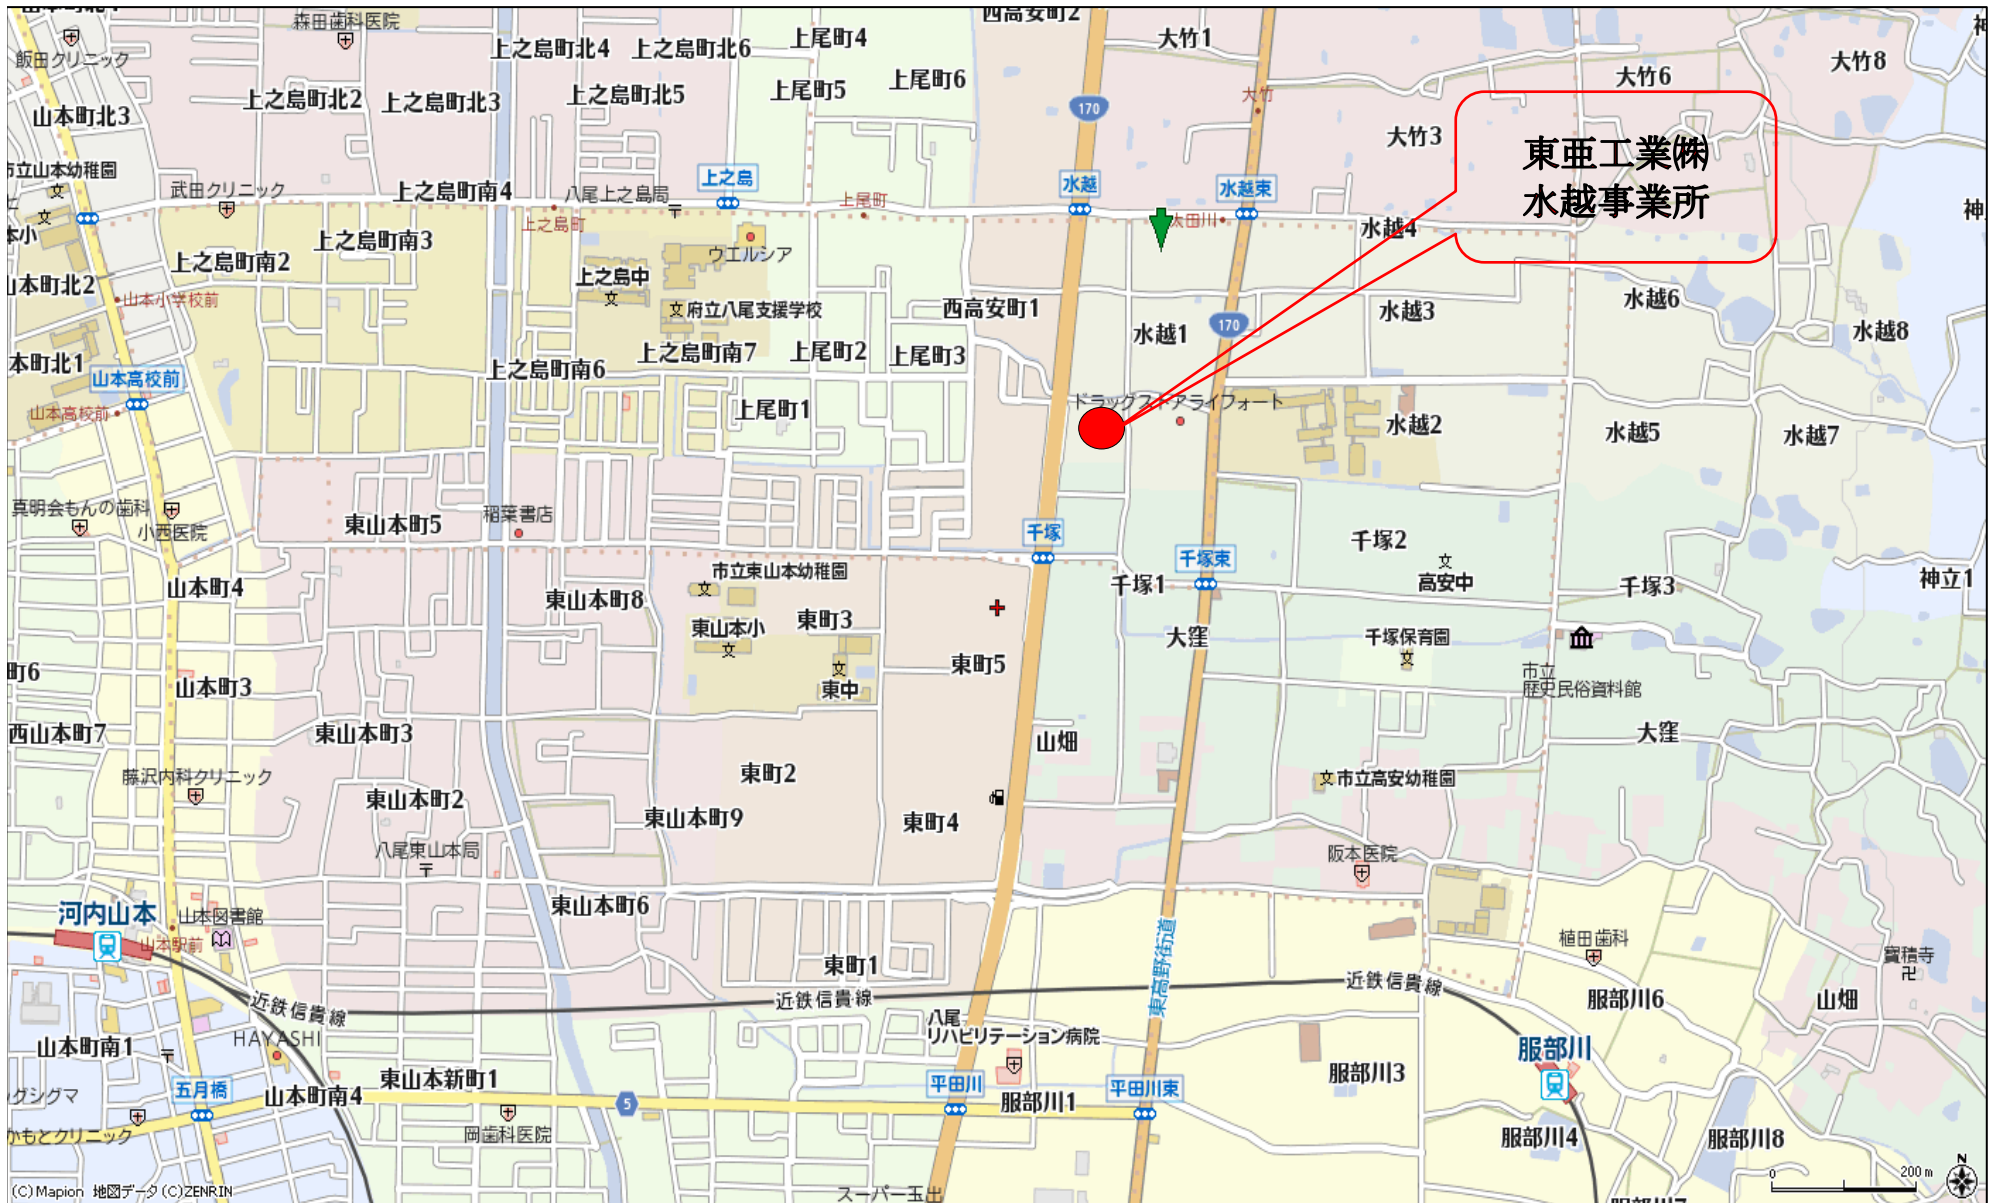 西高安町2
森田歯科医院
飯田クリニック
上之島町北4
上之島町北6
上尾町4
大竹1
大竹6
大竹8
上尾町6
上尾町5
上之島町北2
上之島町北3
上之島町北5
山本町北3
170
大竹
大竹3
東亜工業㈱
水越事業所
市立山本幼稚園
武田クリニック
上之島町南4
八尾上之島局
上之島
上尾町
水越
水越東
上之島町
太田川
水越4
上之島町南3
上之島町南2
ウエルシア
上之島中
山本町北2
山本小学校前
府立八尾支援学校
西高安町1
水越1
170
水越3
水越6
水越8
本町北1
山本高校前
上之島町南6
上之島町南7
上尾町2
上尾町3
山本高校前
上尾町1
ドラッグストアライフォート
水越2
水越5
水越7
真明会もんの歯科
小西医院
東山本町5
稲葉書店
千塚
千塚東
千塚2
高安中
千塚1
千塚3
神立1
山本町4
市立東山本幼稚園
東山本町8
東山本小
東町3
東中
東町5
大窪
千塚保育園
市立
歴史民俗資料館
町6
山本町3
西山本町7
東山本町3
山畑
大窪
藤沢内科クリニック
東町2
東山本町2
東山本町9
東町4
市立高安幼稚園
八尾東山本局
阪本医院
河内山本
山本図書館
山本駅前
東山本町6
東町1
東高野街道
植田歯科
寶積寺
近鉄信貴線
近鉄信貴線
近鉄信貴線
服部川6
山畑
HAYASHI
八尾
リハビリテーション病院
山本町南1
服部川
東山本新町1
五月橋
山本町南4
5
平田川
平田川東
服部川1
服部川3
岡歯科医院
服部川4
服部川8
スーパー玉出
0
200m
N
(C)Mapion 地図データ(C)ZENRIN